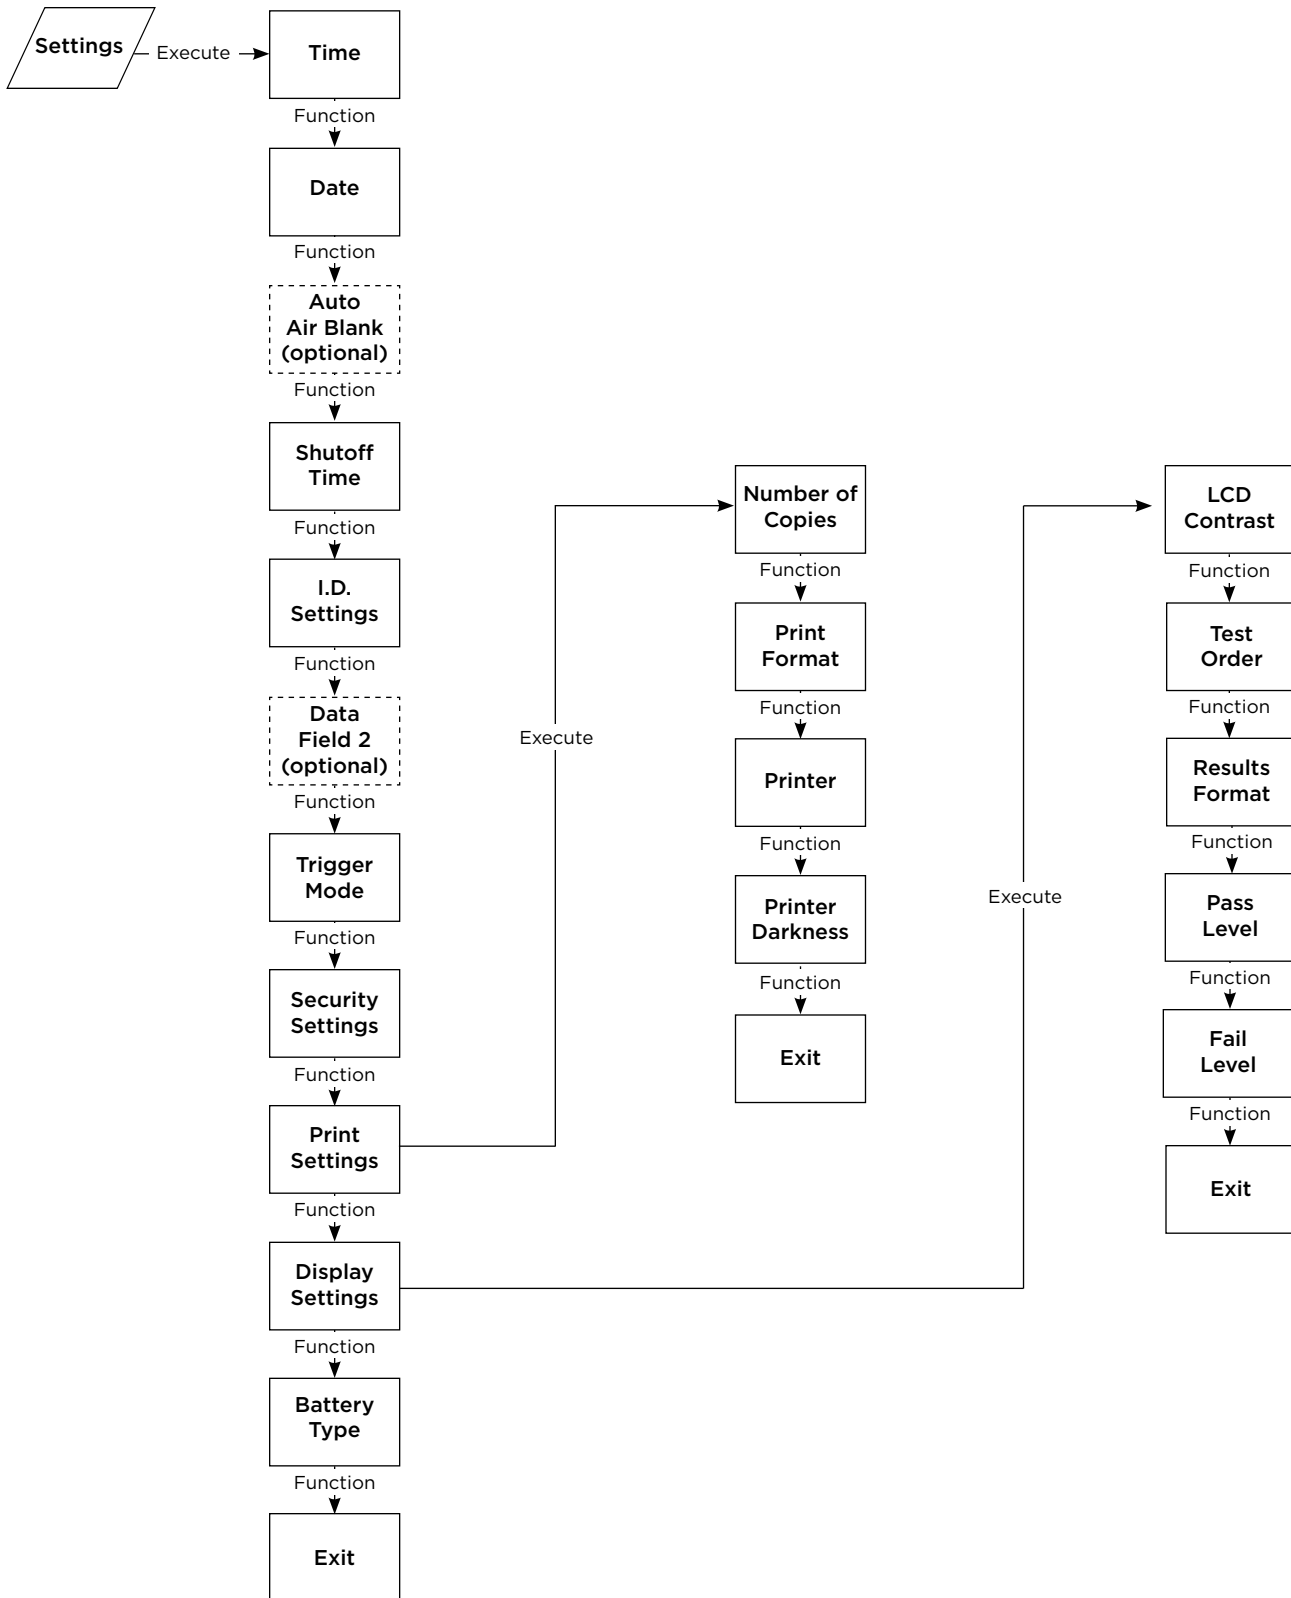 Settings
Execute
Time
Function
Date
Function
Auto
Air Blank
(optional)
Function
Shutoff
Time
Function
I.D.
Settings
Function
Data
Field 2
(optional)
Function
Trigger
Mode
Function
Security
Settings
Function
Print
Settings
Function
Display
Settings
Function
Battery
Type
Function
Exit
Execute
Number of
Copies
Function
Print
Format
Function
Printer
Function
Printer
Darkness
Function
Exit
Execute
LCD
Contrast
Function
Test
Order
Function
Results
Format
Function
Pass
Level
Function
Fail
Level
Function
Exit